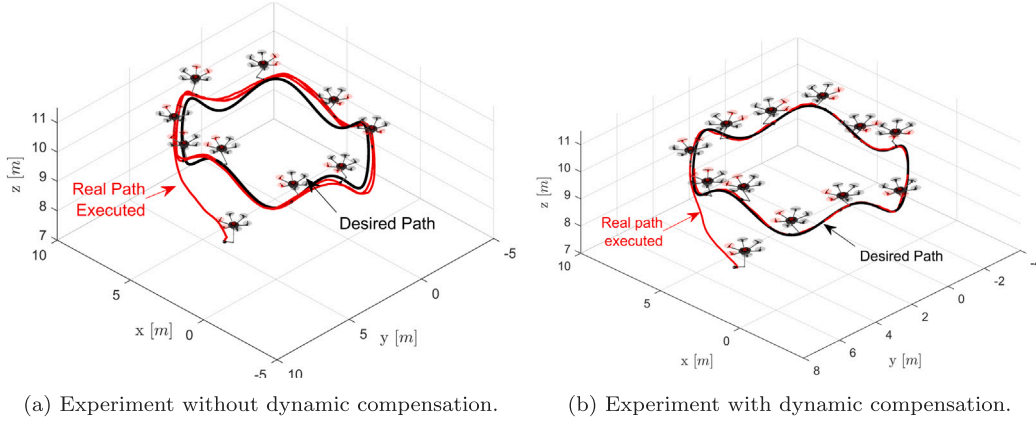 11
10
9
8
7
10
z [m]
Real Path
Executed
Desired Path
5
0
-5
x [m]
10
5
0
-5
y [m]
(a) Experiment without dynamic compensation.
11
10
9
8
7
10
z [m]
Real path
executed
Desired Path
5
0
x [m]
8
6
4
2
0
-2
y [m]
(b) Experiment with dynamic compensation.